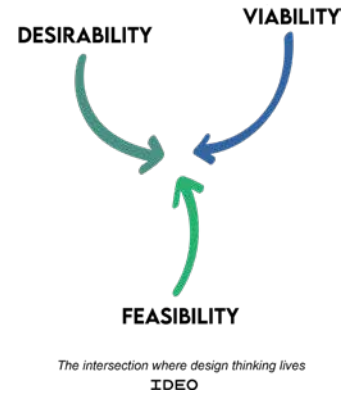 VIABILITY
DESIRABILITY
FEASIBILITY
The intersection where design thinking lives
IDEO